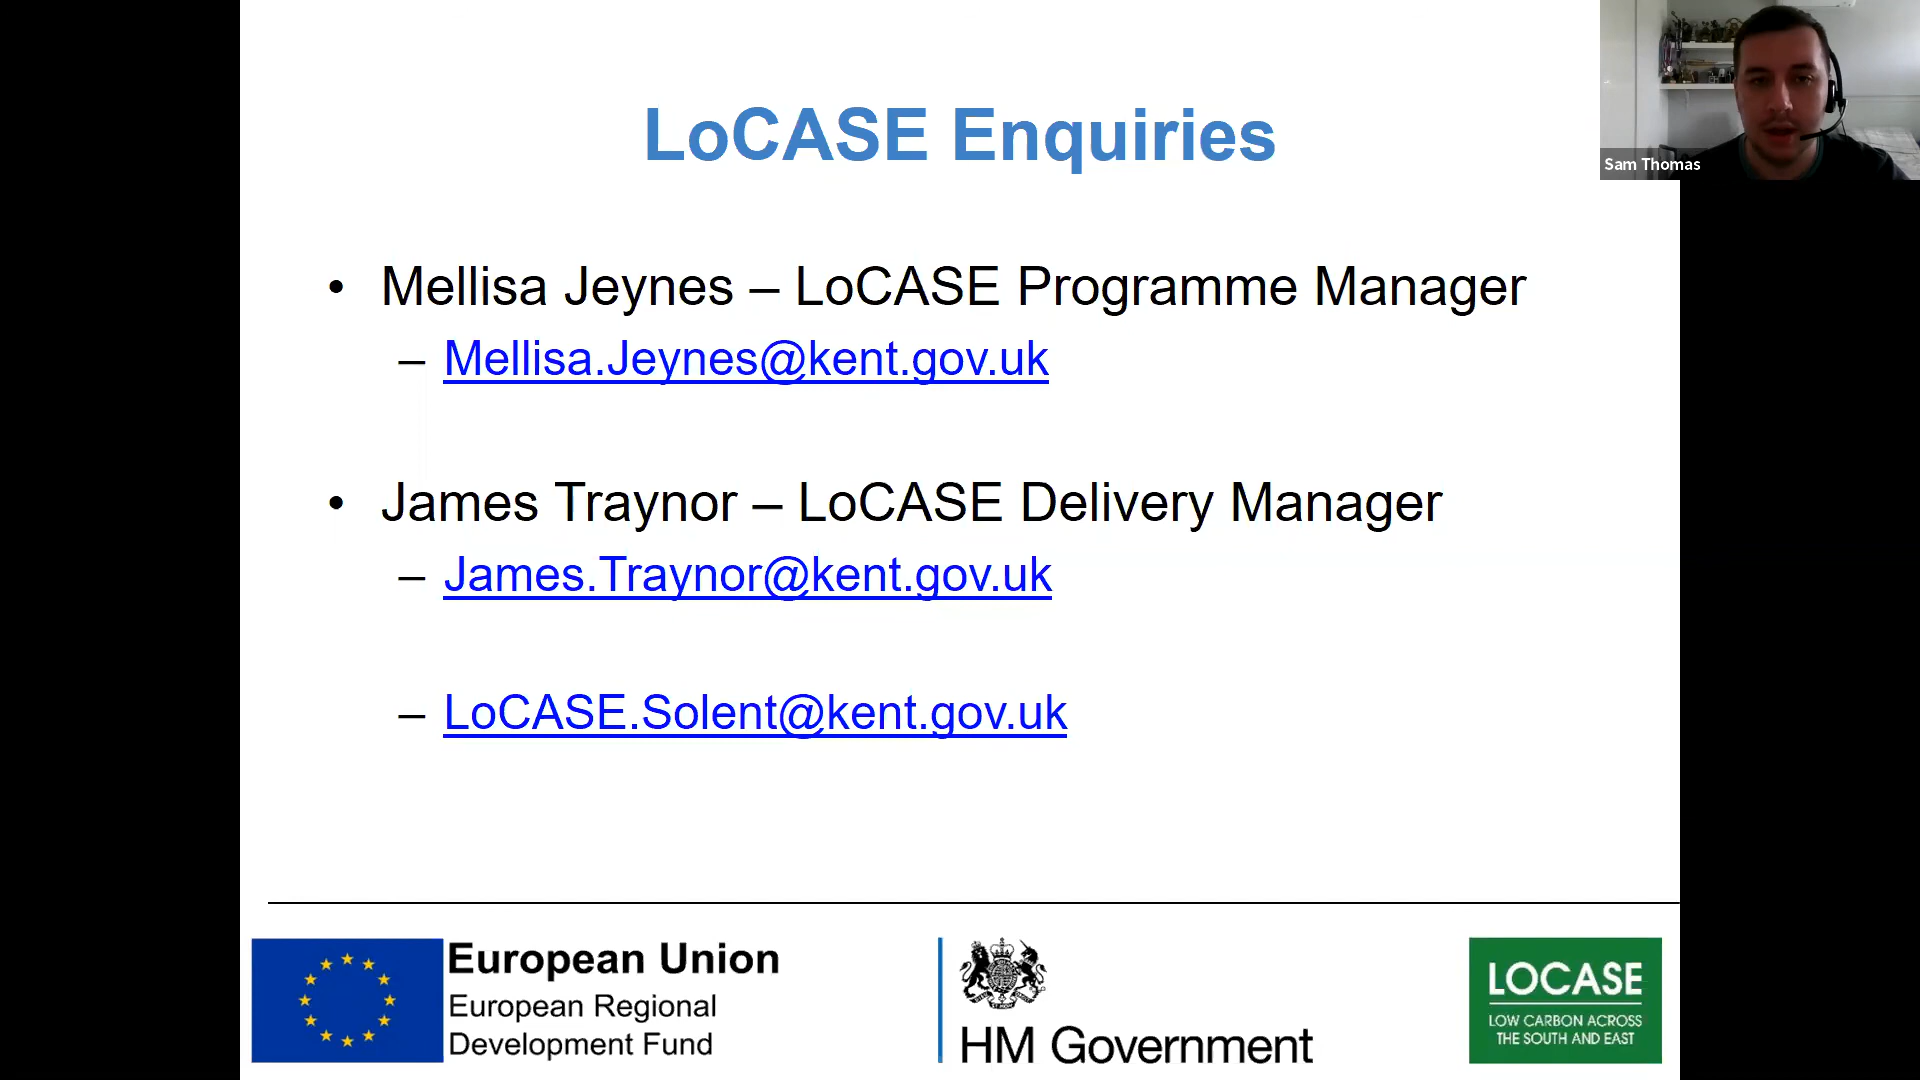 LoCASE Enquiries
Sam Thomas
• Mellisa Jeynes – LoCASE Programme Manager
– Mellisa.Jeynes@kent.gov.uk
• James Traynor – LoCASE Delivery Manager
– James.Traynor@kent.gov.uk
– LoCASE.Solent@kent.gov.uk
European Union
European Regional
Development Fund
HM Government
LOCASE
LOW CARBON ACROSS
THE SOUTH AND EAST